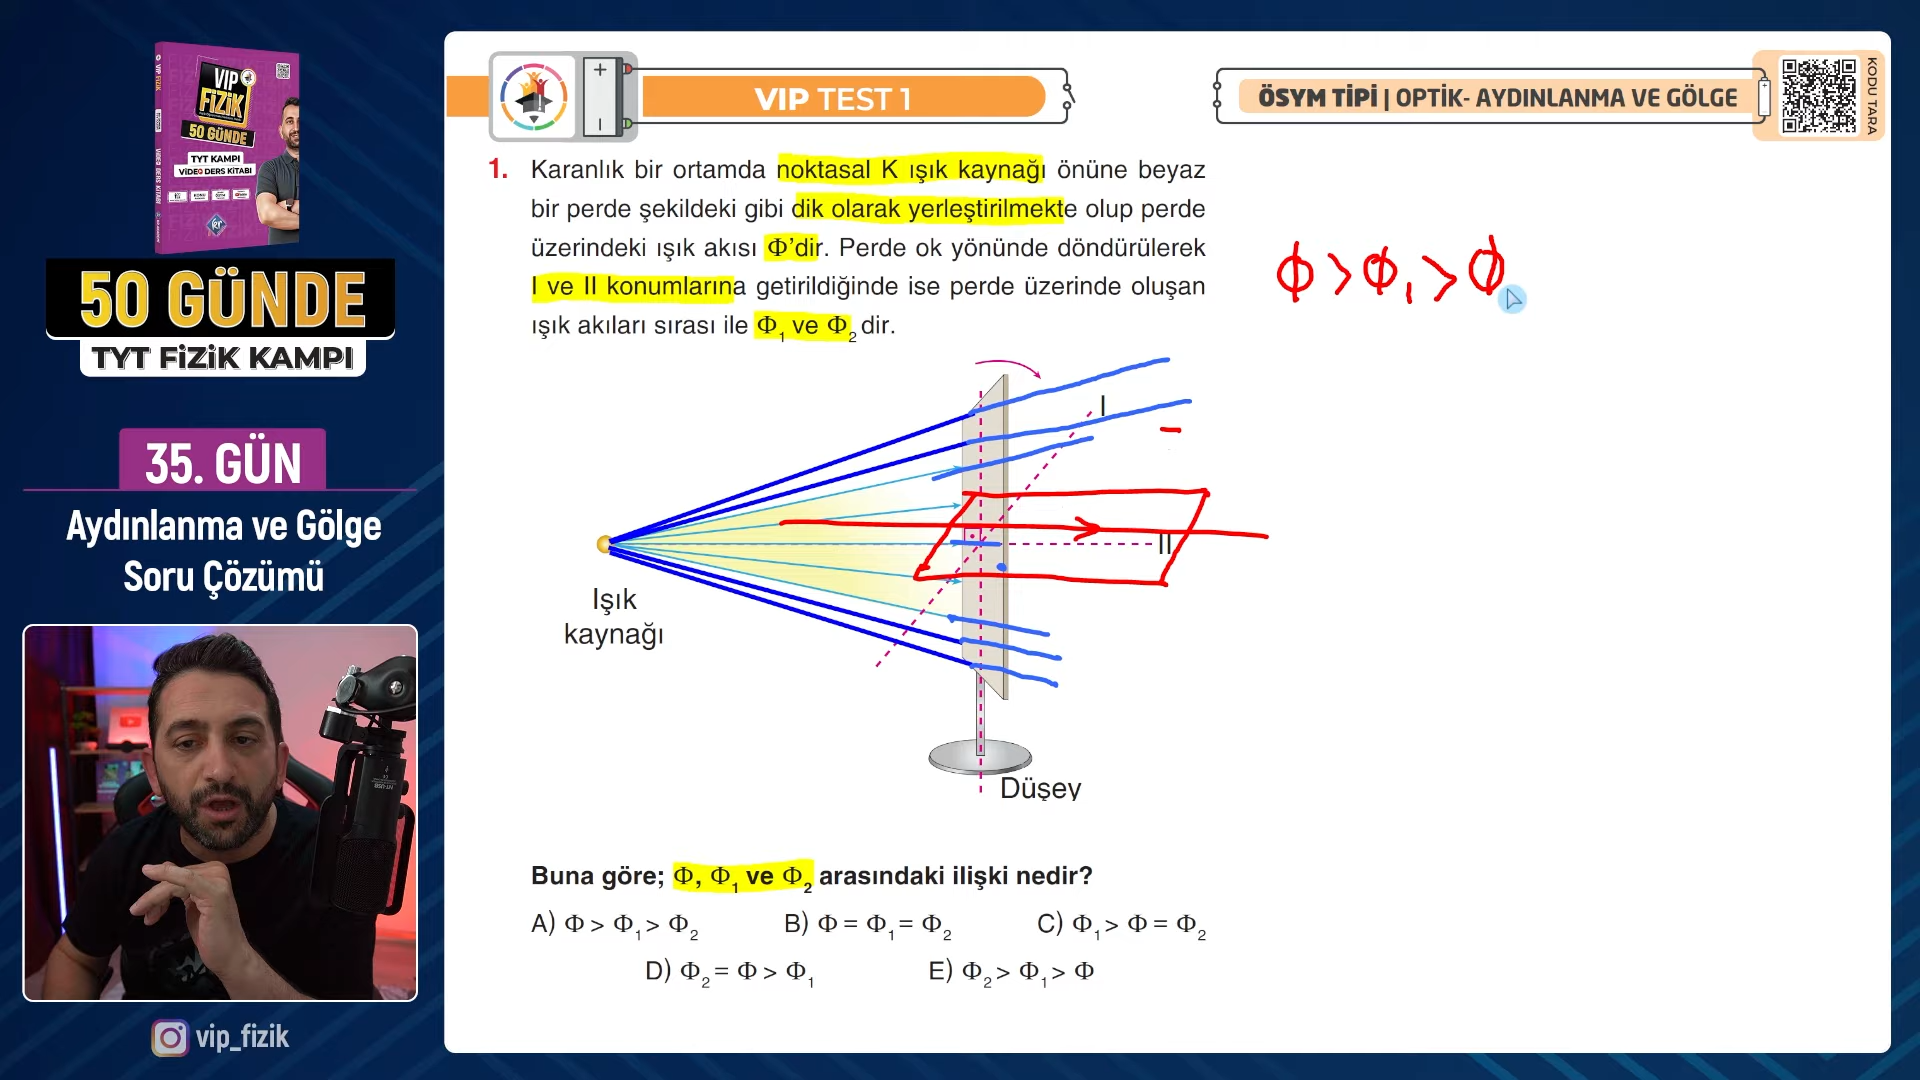 VIP FİZİK
50 GÜNDE
TYT KAMPI
VİDEO DERS KİTABI
50 GÜNDE
TYT FİZİK KAMPI
35. GÜN
Aydınlanma ve Gölge
Soru Çözümü
vip_fizik
VIP TEST 1
ÖSYM TİPİ | OPTİK- AYDINLANMA VE GÖLGE
KODU TARA
1. Karanlık bir ortamda noktasal K ışık kaynağı önüne beyaz
bir perde şekildeki gibi dik olarak yerleştirilmekte olup perde
üzerindeki ışık akısı Φ'dir. Perde ok yönünde döndürülerek
I ve II konumlarına getirildiğinde ise perde üzerinde oluşan
ışık akıları sırası ile Φ₁ ve Φ₂ dir.
Φ > Φ₁ > Φ
I
II
Işık
kaynağı
Düşey
Buna göre; Φ, Φ₁ ve Φ₂ arasındaki ilişki nedir?
A) Φ > Φ₁ > Φ₂ B) Φ = Φ₁ = Φ₂ C) Φ₁ > Φ = Φ₂
D) Φ₂ = Φ > Φ₁ E) Φ₂ > Φ₁ > Φ